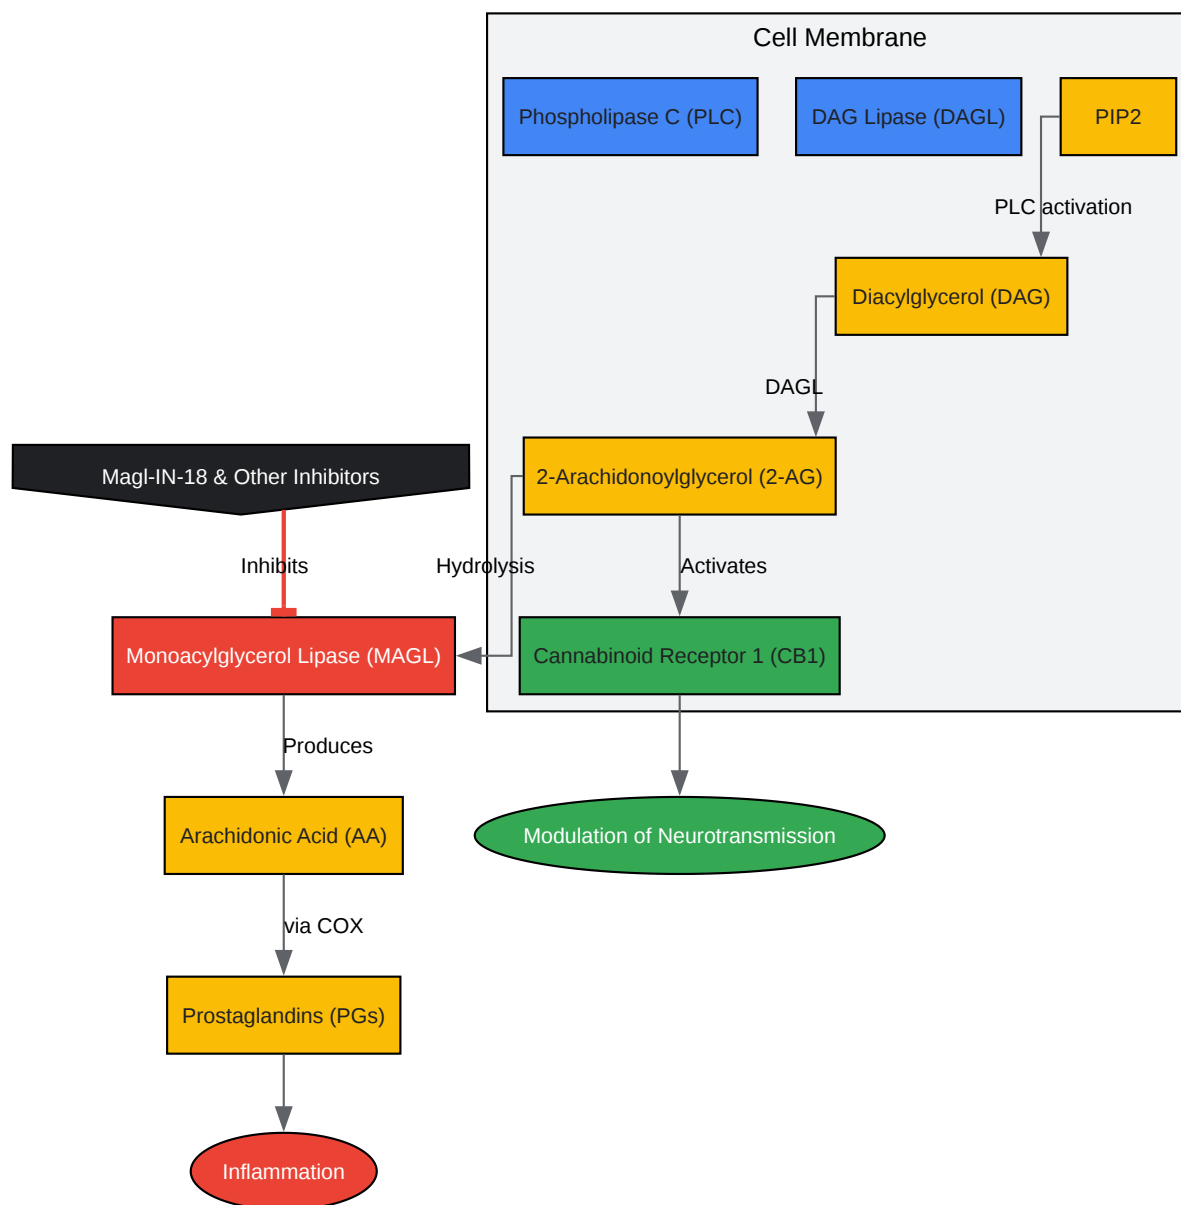 Cell Membrane
Phospholipase C (PLC)
DAG Lipase (DAGL)
PIP2
PLC activation
Diacylglycerol (DAG)
DAGL
Magl-IN-18 & Other Inhibitors
2-Arachidonoylglycerol (2-AG)
Inhibits
Hydrolysis
Activates
Monoacylglycerol Lipase (MAGL)
Cannabinoid Receptor 1 (CB1)
Produces
Arachidonic Acid (AA)
Modulation of Neurotransmission
via COX
Prostaglandins (PGs)
Inflammation